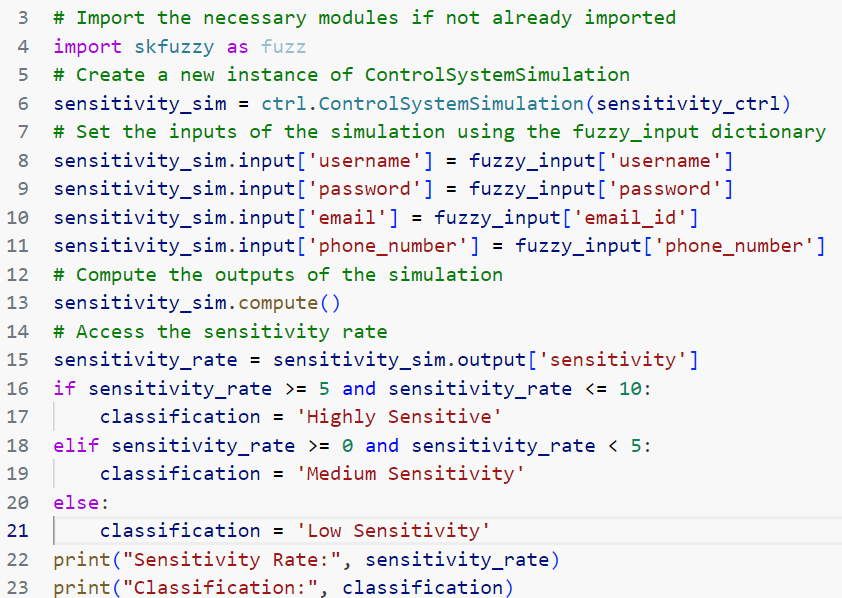 3 # Import the necessary modules if not already imported
4 import skfuzzy as fuzz
5 # Create a new instance of ControlSystemSimulation
6 sensitivity_sim = ctrl.ControlSystemSimulation(sensitivity_ctrl)
7 # Set the inputs of the simulation using the fuzzy_input dictionary
8 sensitivity_sim.input['username'] = fuzzy_input['username']
9 sensitivity_sim.input['password'] = fuzzy_input['password']
10 sensitivity_sim.input['email'] = fuzzy_input['email_id']
11 sensitivity_sim.input['phone_number'] = fuzzy_input['phone_number']
12 # Compute the outputs of the simulation
13 sensitivity_sim.compute()
14 # Access the sensitivity rate
15 sensitivity_rate = sensitivity_sim.output['sensitivity']
16 if sensitivity_rate >= 5 and sensitivity_rate <= 10:
17     classification = 'Highly Sensitive'
18 elif sensitivity_rate >= 0 and sensitivity_rate < 5:
19     classification = 'Medium Sensitivity'
20 else:
21     classification = 'Low Sensitivity'
22 print("Sensitivity Rate:", sensitivity_rate)
23 print("Classification:", classification)